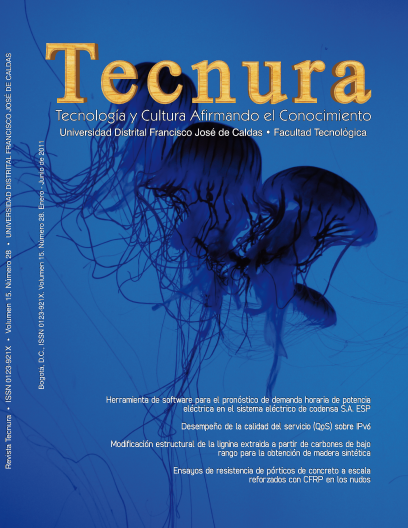 Tecnura
Tecnología y Cultura Afirmando el Conocimiento
Universidad Distrital Francisco José de Caldas • Facultad Tecnológica
Revista Tecnura • ISSN 0123-921X • Volumen 15. Número 28 • UNIVERSIDAD DISTRITAL FRANCISCO JOSÉ DE CALDAS
Bogotá, D.C., ISSN 0123-921X, Volumen 15, Número 28, Enero - Junio de 2011
Herramienta de software para el pronóstico de demanda horaria de potencia
eléctrica en el sistema eléctrico de codensa S.A. ESP
Desempeño de la calidad del servicio (QoS) sobre IPv6
Modificación estructural de la lignina extraida a partir de carbones de bajo
rango para la obtención de madera sintética
Ensayos de resistencia de pórticos de concreto a escala
reforzados con CFRP en los nudos